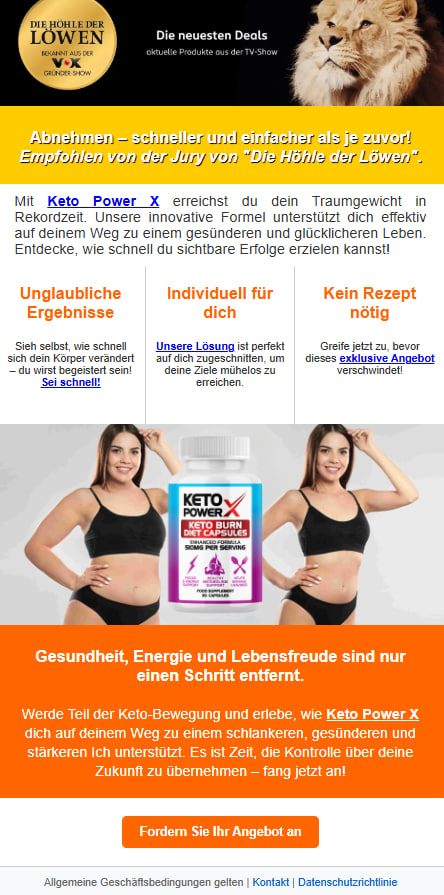 DIE HÖHLE DER
LÖWEN
BEKANNT AUS DER
VOX
GRÜNDER-SHOW
Die neuesten Deals
aktuelle Produkte aus der TV-Show
Abnehmen – schneller und einfacher als je zuvor!
Empfohlen von der Jury von "Die Höhle der Löwen".
Mit Keto Power X erreichst du dein Traumgewicht in
Rekordzeit. Unsere innovative Formel unterstützt dich effektiv
auf deinem Weg zu einem gesünderen und glücklicheren Leben.
Entdecke, wie schnell du sichtbare Erfolge erzielen kannst!
Unglaubliche
Ergebnisse
Sieh selbst, wie schnell
sich dein Körper verändert
– du wirst begeistert sein!
Sei schnell!
Individuell für
dich
Unsere Lösung ist perfekt
auf dich zugeschnitten, um
deine Ziele mühelos zu
erreichen.
Kein Rezept
nötig
Greife jetzt zu, bevor
dieses exklusive Angebot
verschwindet!
KETO
POWER X
KETO BURN
DIET CAPSULES
ENHANCED FORMULA
510MG PER SERVING
FOOD SUPPLEMENT
Gesundheit, Energie und Lebensfreude sind nur
einen Schritt entfernt.
Werde Teil der Keto-Bewegung und erlebe, wie Keto Power X
dich auf deinem Weg zu einem schlankeren, gesünderen und
stärkeren Ich unterstützt. Es ist Zeit, die Kontrolle über deine
Zukunft zu übernehmen – fang jetzt an!
Fordern Sie Ihr Angebot an
Allgemeine Geschäftsbedingungen gelten | Kontakt | Datenschutzrichtlinie